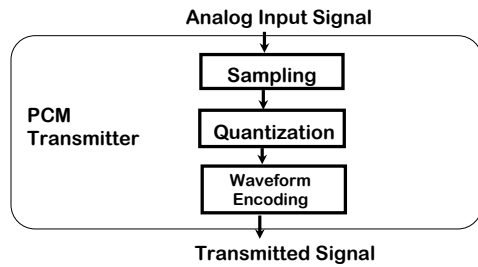 Analog Input Signal
Sampling
PCM
Transmitter
Quantization
Waveform
Encoding
Transmitted Signal